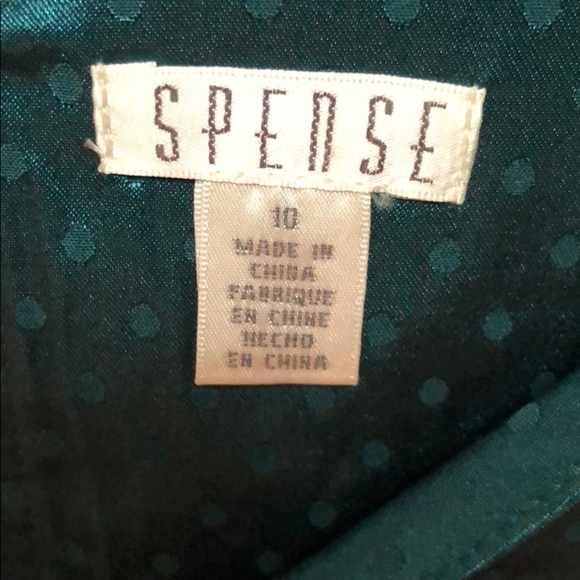 SPENSE
10
MADE IN
CHINA
FABRIQUE
EN CHINE
HECHO
EN CHINA